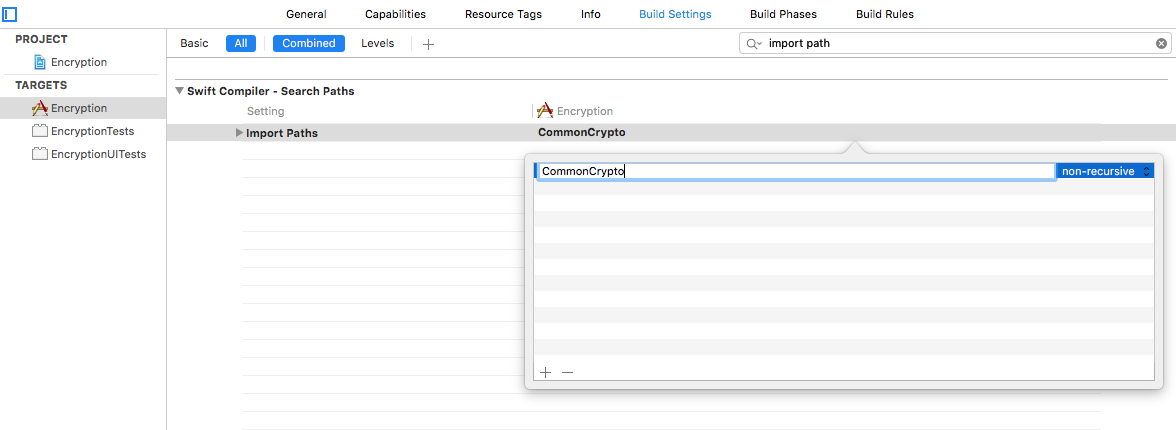 General Capabilities Resource Tags Info Build Settings Build Phases Build Rules
PROJECT
Encryption
TARGETS
Encryption
EncryptionTests
EncryptionUITests
Basic All Combined Levels + import path
Swift Compiler - Search Paths
Setting Encryption
Import Paths CommonCrypto
CommonCrypto non-recursive